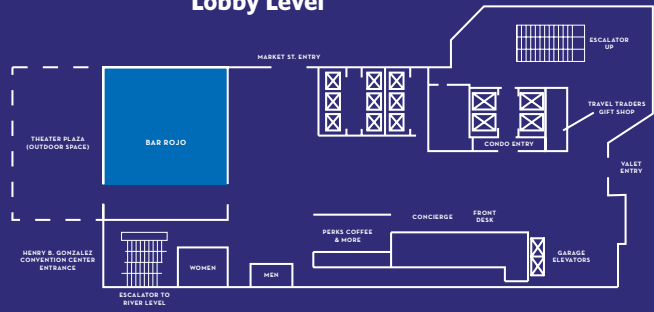 Lobby Level
ESCALATOR
UP
MARKET ST. ENTRY
TRAVEL TRADERS
GIFT SHOP
THEATER PLAZA
(OUTDOOR SPACE)
BAR ROJO
CONDO ENTRY
VALET
ENTRY
CONCIERGE
FRONT
DESK
PERKS COFFEE
& MORE
HENRY B. GONZALEZ
CONVENTION CENTER
ENTRANCE
WOMEN
MEN
GARAGE
ELEVATORS
ESCALATOR TO
RIVER LEVEL